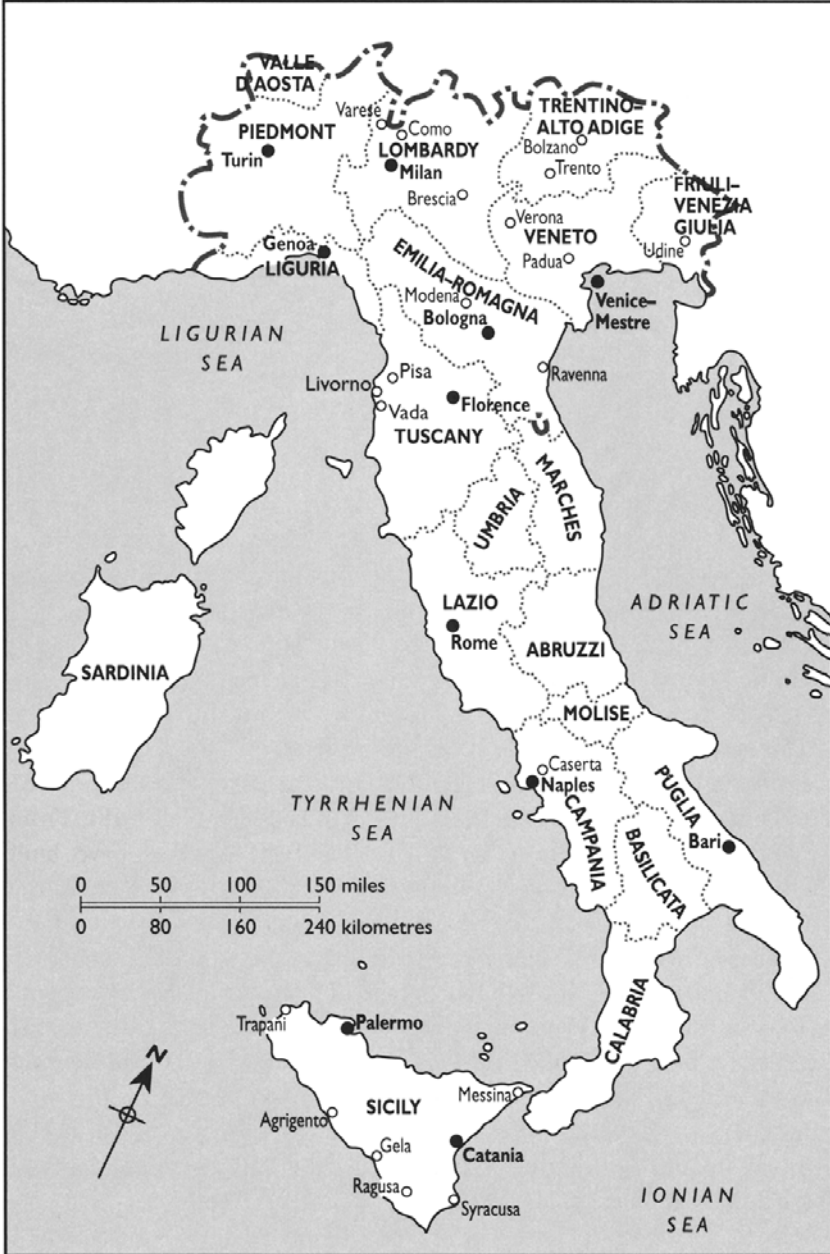 VALLE
D'AOSTA
PIEDMONT
Turin
Varese
Como
LOMBARDY
Milan
Brescia
TRENTINO–
ALTO ADIGE
Bolzano
Trento
FRIULI–
VENEZIA
GIULIA
Udine
Verona
VENETO
Padua
Venice–
Mestre
Genoa
LIGURIA
EMILIA–ROMAGNA
Modena
Bologna
Ravenna
LIGURIAN
SEA
Pisa
Livorno
Vada
Florence
TUSCANY
UMBRIA
MARCHES
ADRIATIC
SEA
LAZIO
Rome
ABRUZZI
SARDINIA
MOLISE
Caserta
Naples
CAMPANIA
PUGLIA
Bari
BASILICATA
TYRRHENIAN
SEA
0 50 100 150 miles
0 80 160 240 kilometres
CALABRIA
Trapani
Palermo
N
SICILY
Messina
Agrigento
Gela
Catania
Ragusa
Syracusa
IONIAN
SEA